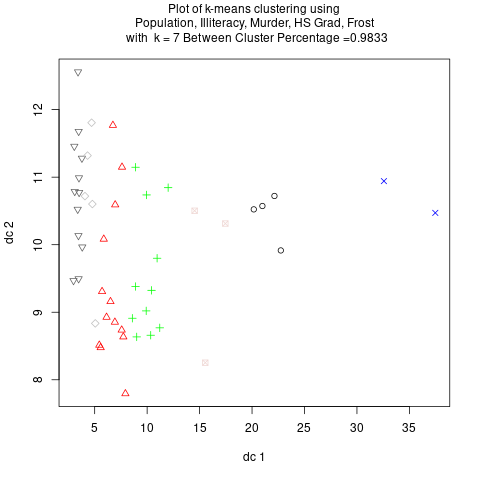 Plot of k-means clustering using
Population, Illiteracy, Murder, HS Grad, Frost
with k = 7 Between Cluster Percentage =0.9833
12
11
10
9
8
dc 2
5
10
15
20
25
30
35
dc 1